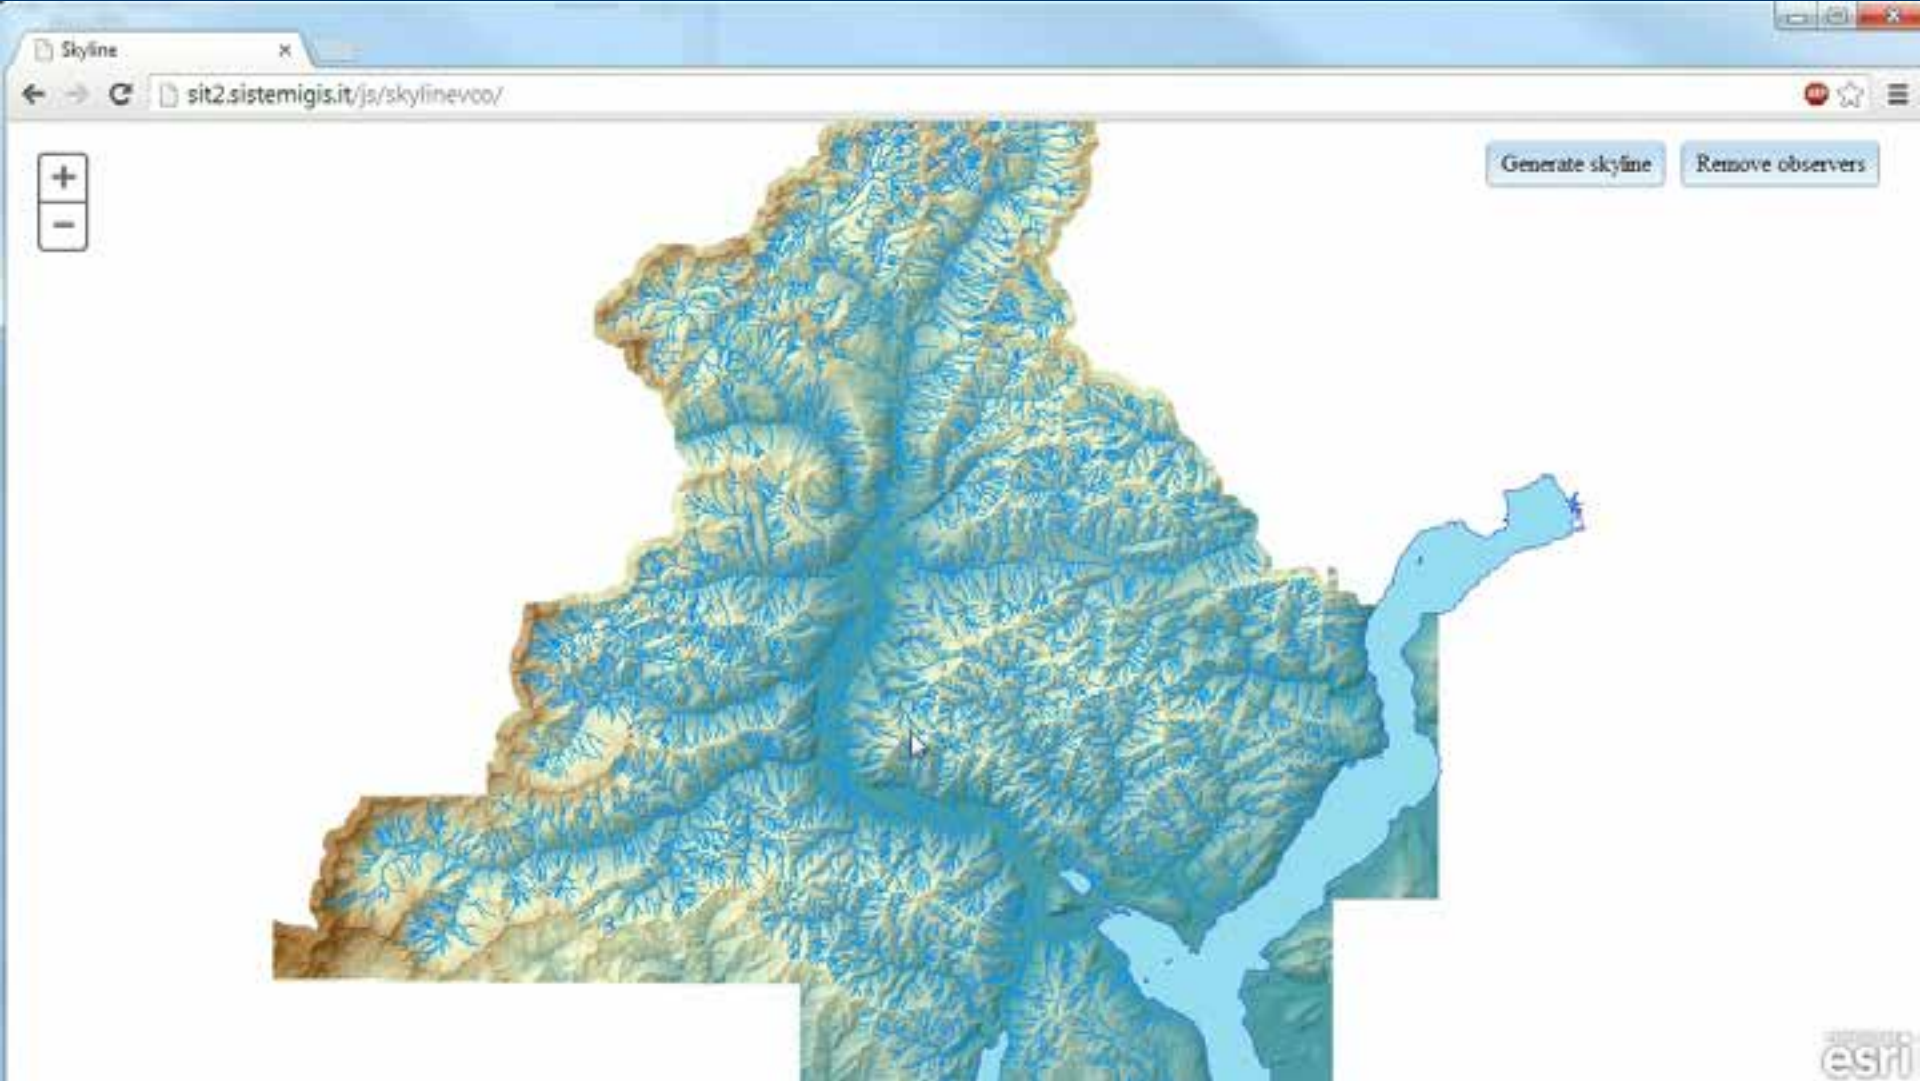 Skyline
sit2.sistemigis.it/js/skylinevco/
Generate skyline
Remove observers
esri